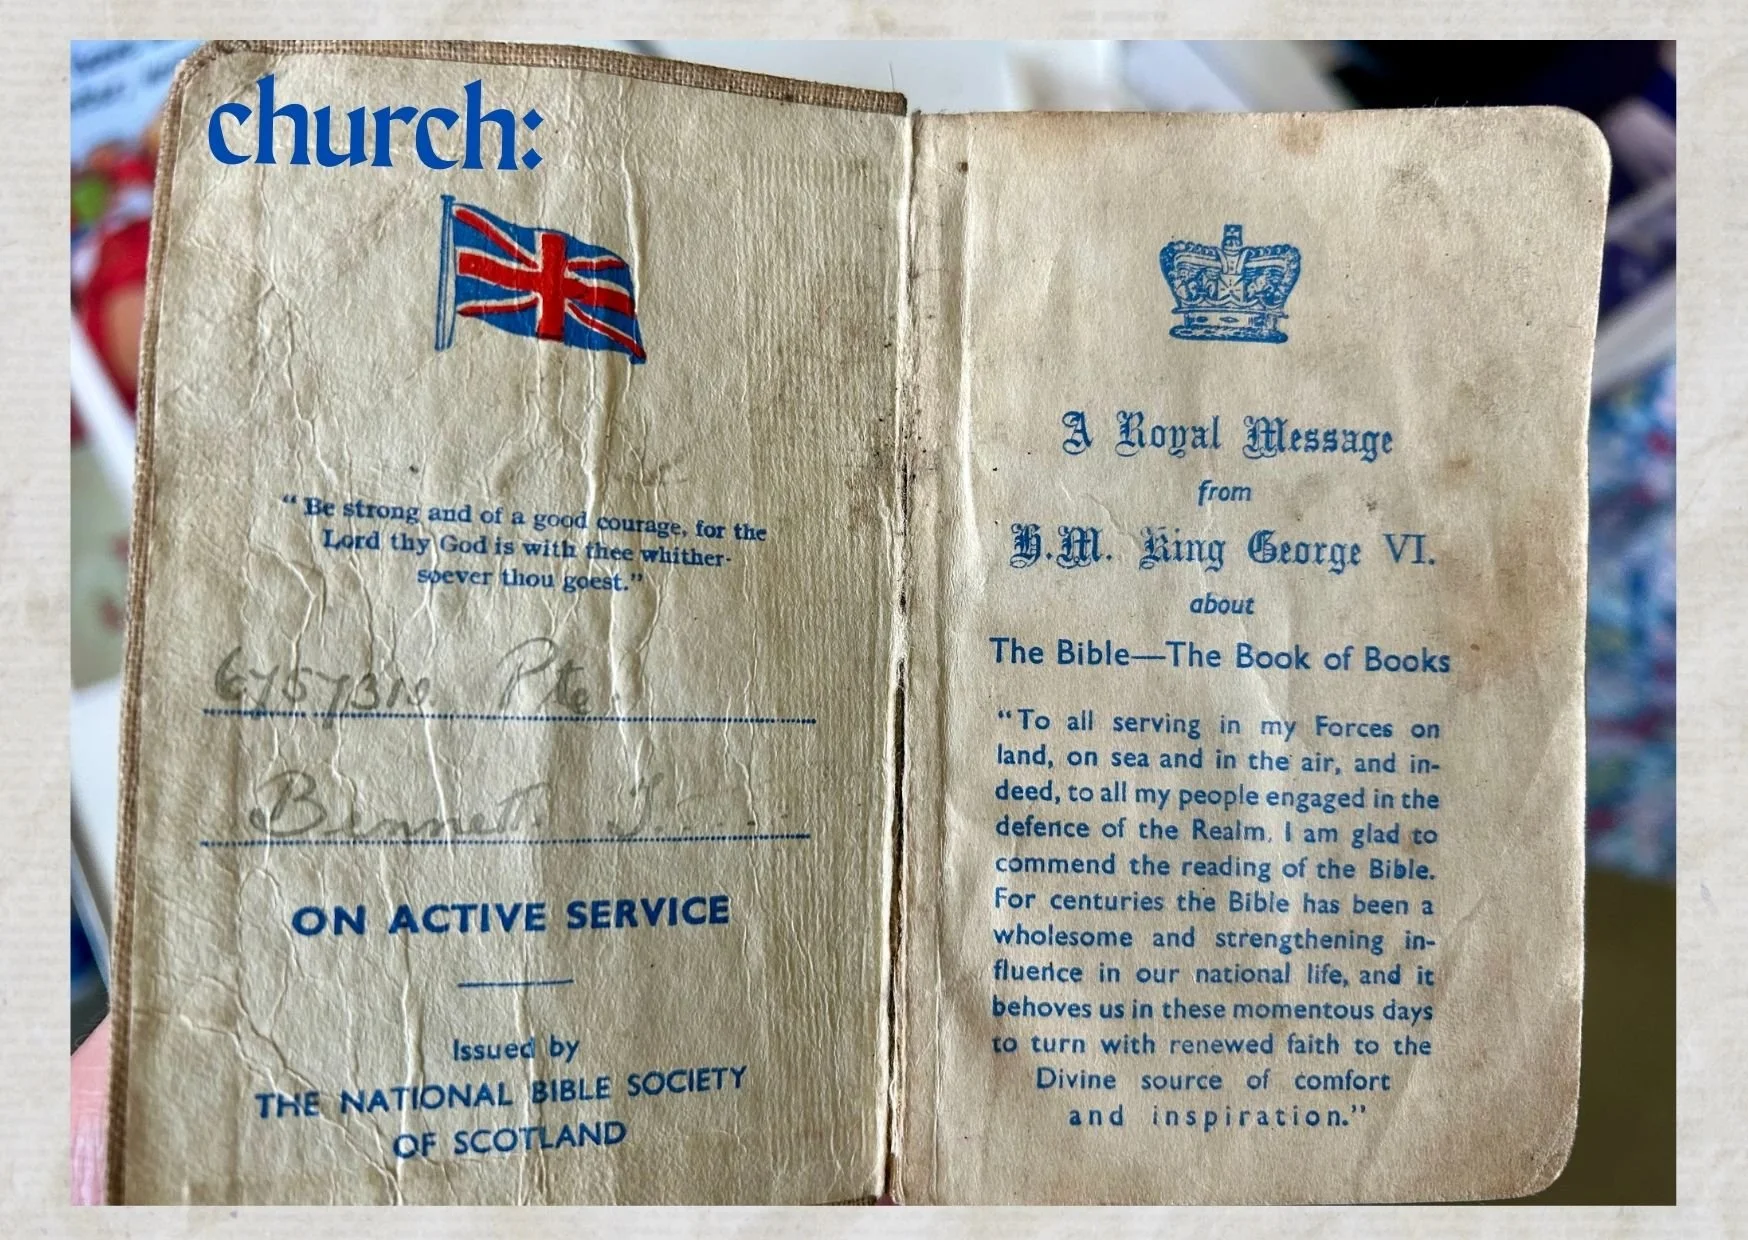 church:
“Be strong and of a good courage, for the
Lord thy God is with thee whither-
soever thou goest.”
Pte.
Bennett. J
ON ACTIVE SERVICE
Issued by
THE NATIONAL BIBLE SOCIETY
OF SCOTLAND
A Royal Message
from
H.M. King George VI.
about
The Bible—The Book of Books
“To all serving in my Forces on
land, on sea and in the air, and in-
deed, to all my people engaged in the
defence of the Realm, I am glad to
commend the reading of the Bible.
For centuries the Bible has been a
wholesome and strengthening in-
fluence in our national life, and it
behoves us in these momentous days
to turn with renewed faith to the
Divine source of comfort
and inspiration.”